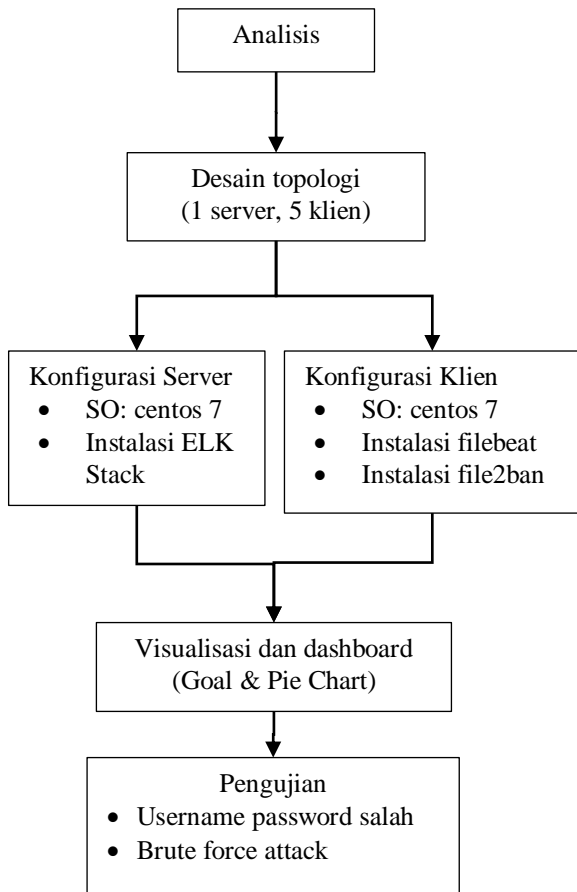 Analisis
Desain topologi
(1 server, 5 klien)
Konfigurasi Server
• SO: centos 7
• Instalasi ELK
Stack
Konfigurasi Klien
• SO: centos 7
• Instalasi filebeat
• Instalasi file2ban
Visualisasi dan dashboard
(Goal & Pie Chart)
Pengujian
• Username password salah
• Brute force attack